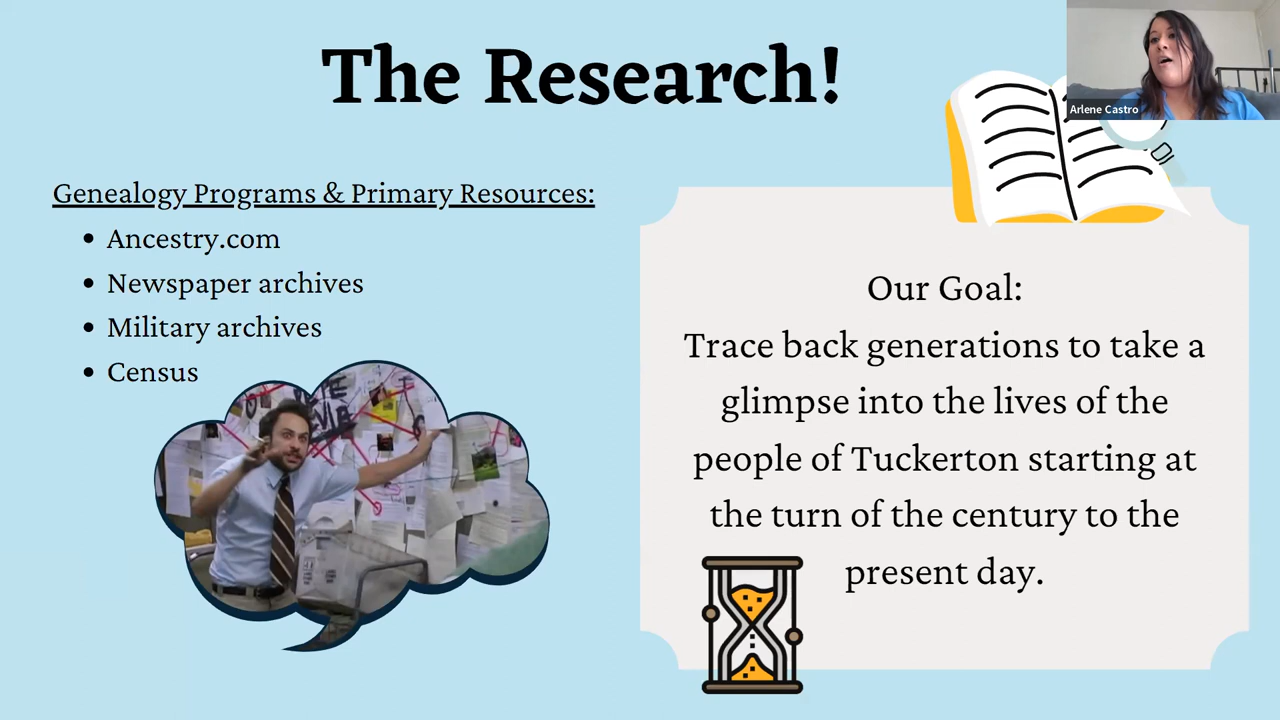 The Research!
Arlene Castro
Genealogy Programs & Primary Resources:
• Ancestry.com
• Newspaper archives
• Military archives
• Census
Our Goal:
Trace back generations to take a
glimpse into the lives of the
people of Tuckerton starting at
the turn of the century to the
present day.